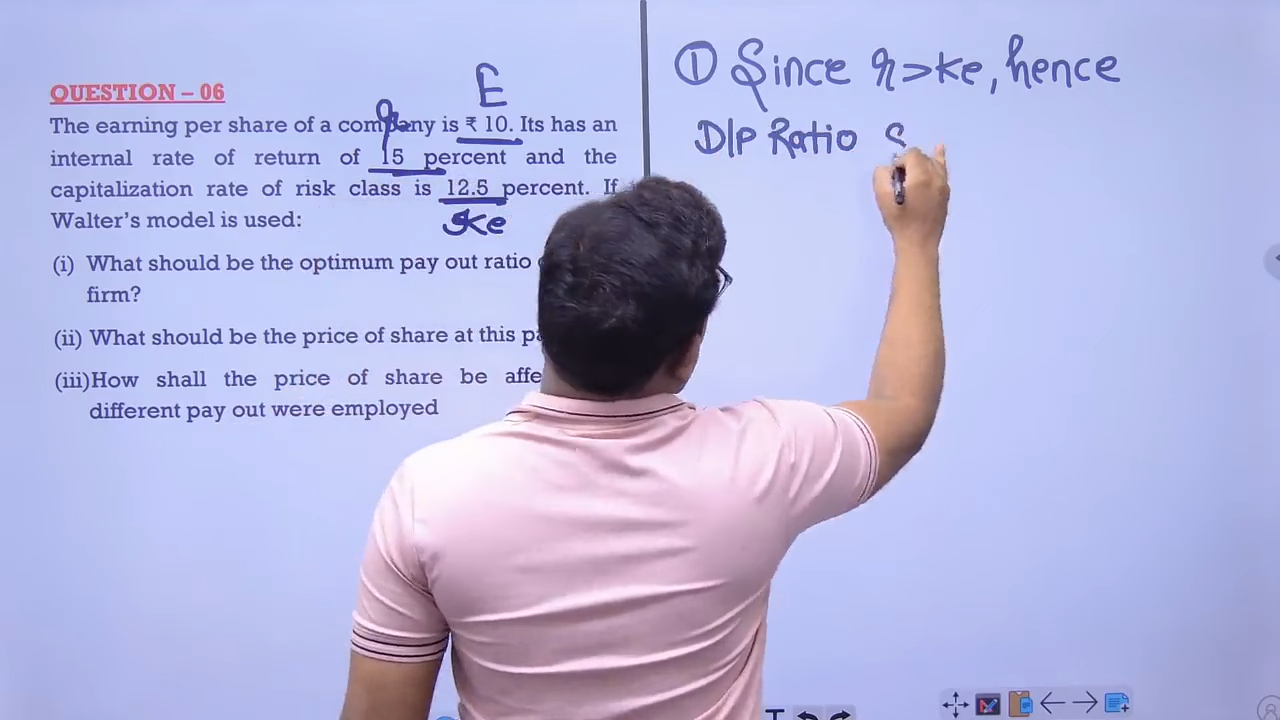 QUESTION – 06
E
The earning per share of a company is ₹ 10. Its has an
r
internal rate of return of 15 percent and the
capitalization rate of risk class is 12.5 percent. If
Walter's model is used:
Ke
(i) What should be the optimum pay out ratio
firm?
(ii) What should be the price of share at this
(iii) How shall the price of share be
different pay out were employed
① Since r>ke, hence
D/P Ratio S